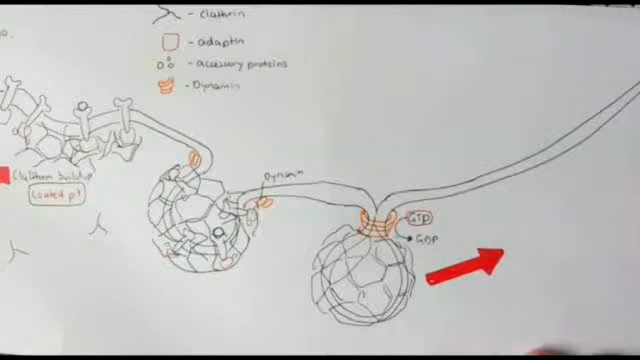 - Clathrin
- adaptin
- accessory proteins
- Dynamin
Dynamin
Clathrin buildup
Coated pit
GTP
GDP